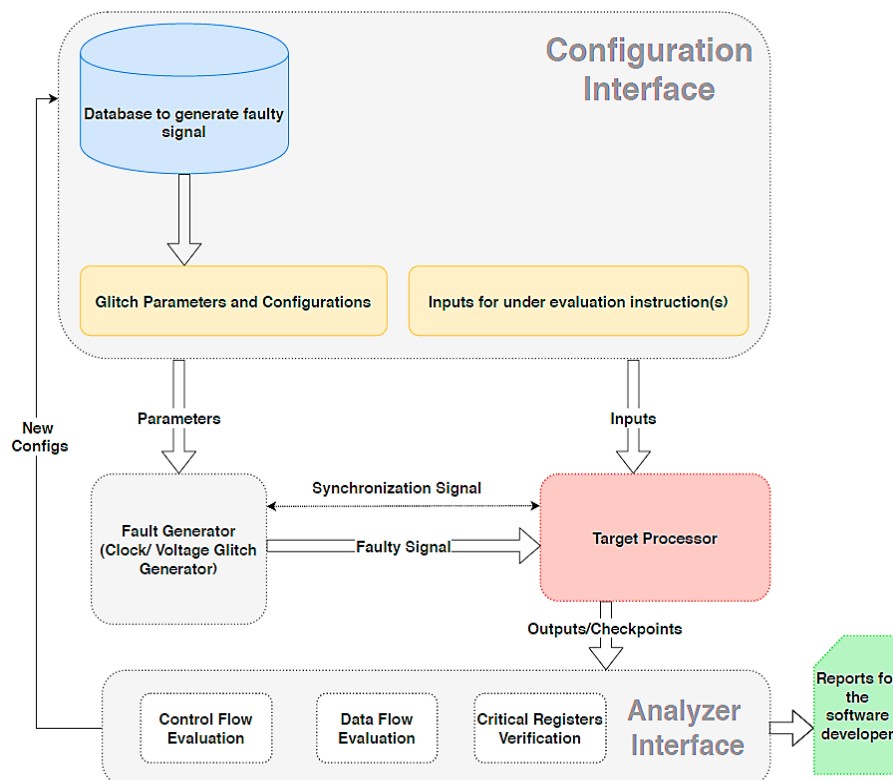 Configuration
Interface
Database to generate faulty
signal
Glitch Parameters and Configurations
Inputs for under evaluation instruction(s)
Parameters
Inputs
New
Configs
Synchronization Signal
Fault Generator
(Clock/ Voltage Glitch
Generator)
Faulty Signal
Target Processor
Outputs/Checkpoints
Control Flow
Evaluation
Data Flow
Evaluation
Critical Registers
Verification
Analyzer
Interface
Reports fo
the
software
developer